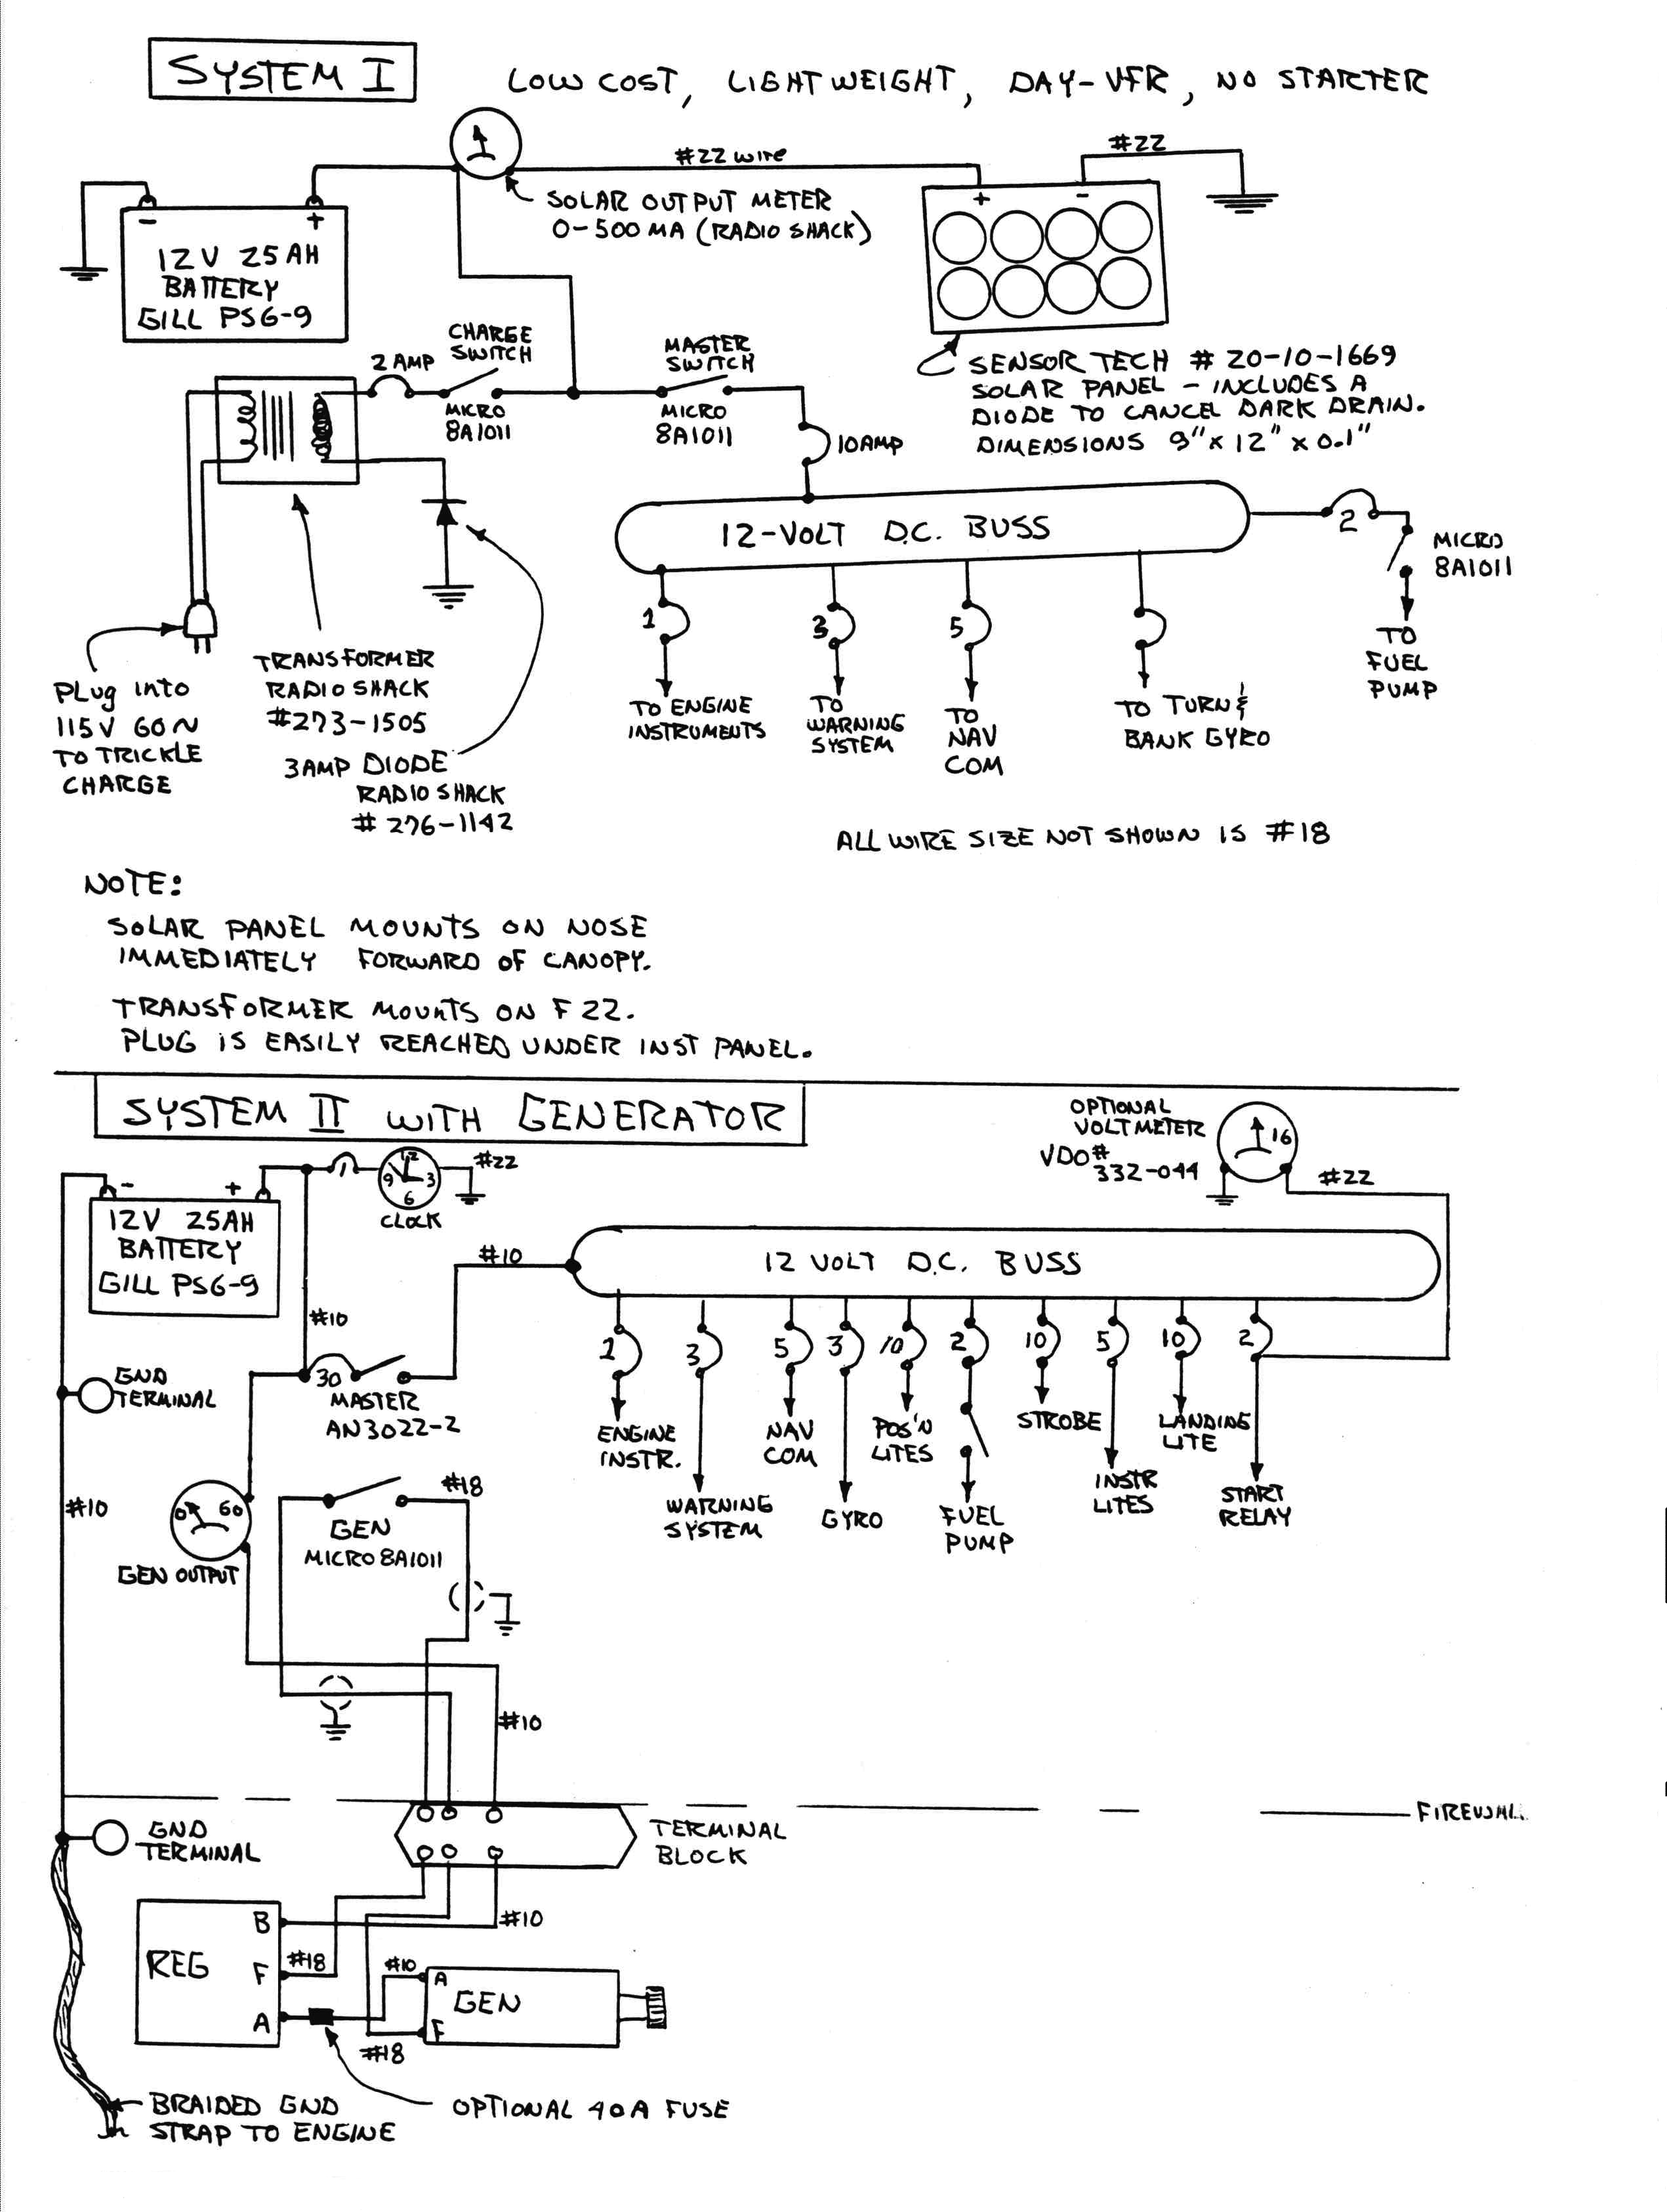 SYSTEM I
LOW COST, LIGHTWEIGHT, DAY-VFR, NO STARTER
#22 WIRE
#22
SOLAR OUTPUT METER
0-500 MA (RADIO SHACK)
- +
12V 25AH
BATTERY
GILL PS6-9
+ -
SENSOR TECH # 20-10-1669
SOLAR PANEL - INCLUDES A
DIODE TO CANCEL DARK DRAIN.
DIMENSIONS 9" x 12" x 0.1"
2 AMP
CHARGE
SWITCH
MICRO
8A1011
MASTER
SWITCH
MICRO
8A1011
10AMP
12-VOLT D.C. BUSS
2
MICRO
8A1011
TO
FUEL
PUMP
1
TO ENGINE
INSTRUMENTS
3
TO
WARNING
SYSTEM
5
TO
NAV
COM
TO TURN &
BANK GYRO
PLUG INTO
115V 60~
TO TRICKLE
CHARGE
TRANSFORMER
RADIO SHACK
#273-1505
3AMP DIODE
RADIO SHACK
# 276-1142
ALL WIRE SIZE NOT SHOWN IS #18
NOTE:
SOLAR PANEL MOUNTS ON NOSE
IMMEDIATELY FORWARD OF CANOPY.
TRANSFORMER MOUNTS ON F22.
PLUG IS EASILY REACHED UNDER INST PANEL.
SYSTEM II WITH GENERATOR
OPTIONAL
VOLTMETER
VDO#
332-044
16
#22
- +
12V 25AH
BATTERY
GILL PS6-9
1
12
9 3
6
CLOCK
#22
#10
#10
12 VOLT D.C. BUSS
30
MASTER
AN3022-2
GND
TERMINAL
1
ENGINE
INSTR.
3
WARNING
SYSTEM
5
NAV
COM
3
GYRO
10
POS'N
LITES
2
FUEL
PUMP
10
STROBE
5
INSTR
LITES
10
LANDING
LITE
2
START
RELAY
#10
0 60
GEN OUTPUT
GEN
MICRO 8A1011
#18
#10
FIREWALL
GND
TERMINAL
TERMINAL
BLOCK
REG
B
F
A
#10
#18
#10
A
GEN
F
#18
BRAIDED GND
STRAP TO ENGINE
OPTIONAL 40A FUSE